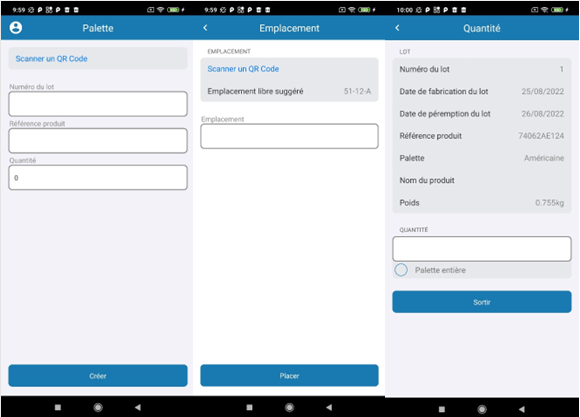 9:59
Palette
Scanner un QR Code
Numéro du lot
Référence produit
Quantité
0
Créer
9:59
Emplacement
EMPLACEMENT
Scanner un QR Code
Emplacement libre suggéré 51-12-A
Emplacement
Placer
10:00
Quantité
LOT
Numéro du lot 1
Date de fabrication du lot 25/08/2022
Date de péremption du lot 26/08/2022
Référence produit 74062AE124
Palette Américaine
Nom du produit
Poids 0.755kg
QUANTITÉ
Palette entière
Sortir